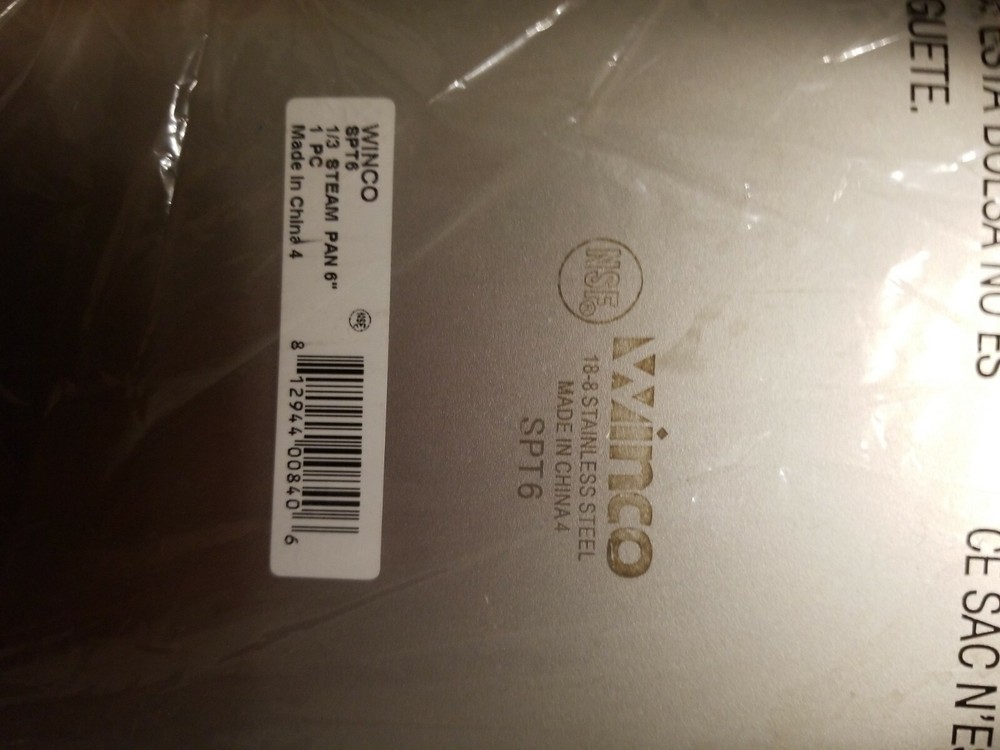 WINCO
SPT6
1/3 STEAM PAN 6"
1 PC
Made In China 4
NSF
8 12944 00840 6
NSF®
Winco
18-8 STAINLESS STEEL
MADE IN CHINA 4
SPT6
ESTA BOLSA NO ES
GUETE.
CE SAC N'E